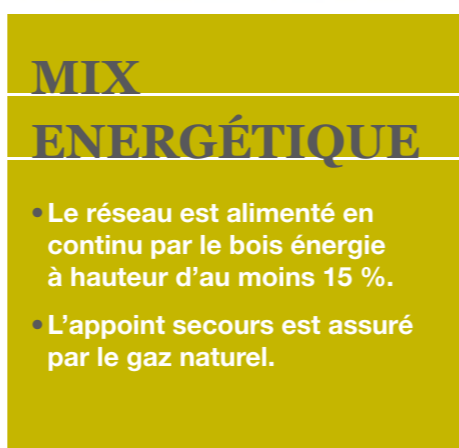 MIX
ENERGÉTIQUE
• Le réseau est alimenté en
continu par le bois énergie
à hauteur d’au moins 15 %.
• L’appoint secours est assuré
par le gaz naturel.